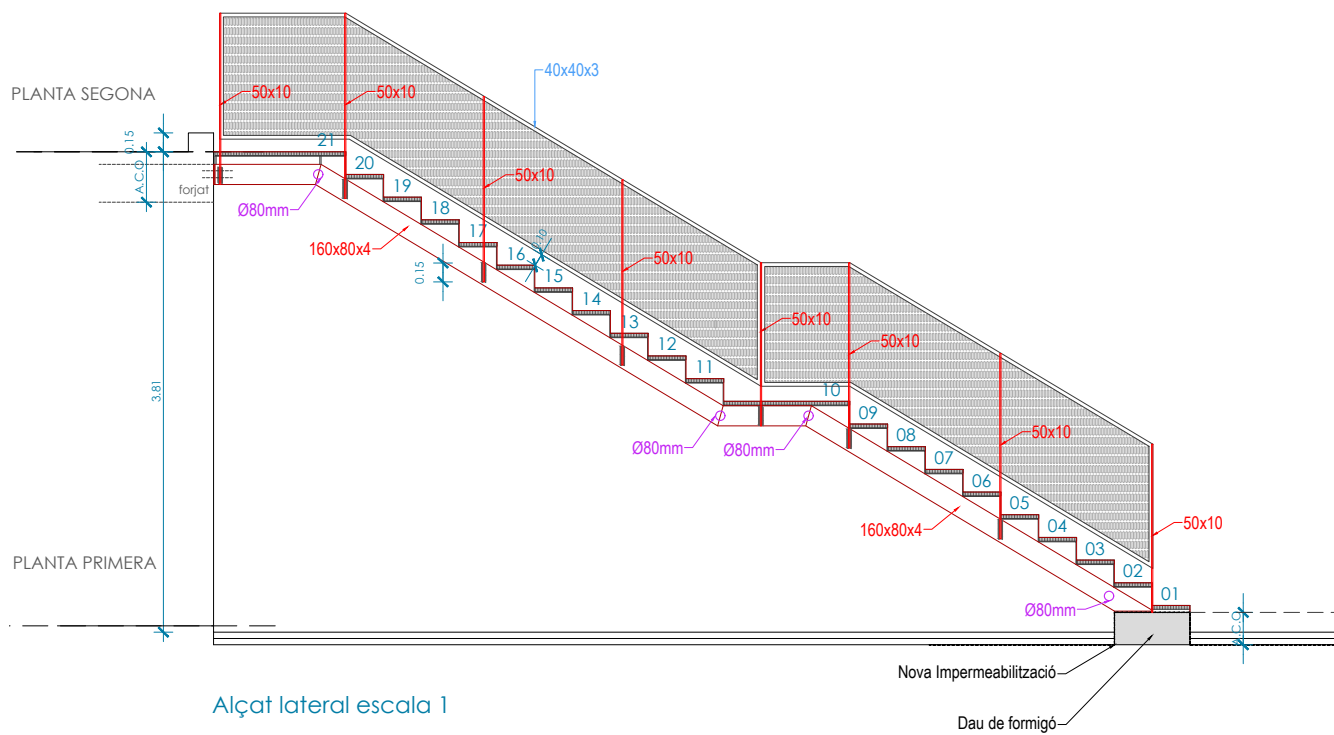 40x40x3
PLANTA SEGONA
50x10
50x10
0.15
21
A.C.O
forjat
20
Ø80mm
19
18
17
160x80x4
50x10
0.15
16
0.10
15
14
13
12
11
50x10
50x10
50x10
3.81
10
09
08
07
06
05
04
03
02
01
Ø80mm
Ø80mm
50x10
160x80x4
50x10
PLANTA PRIMERA
Ø80mm
A.C.O
Nova Impermeabilització
Dau de formigó
Alçat lateral escala 1